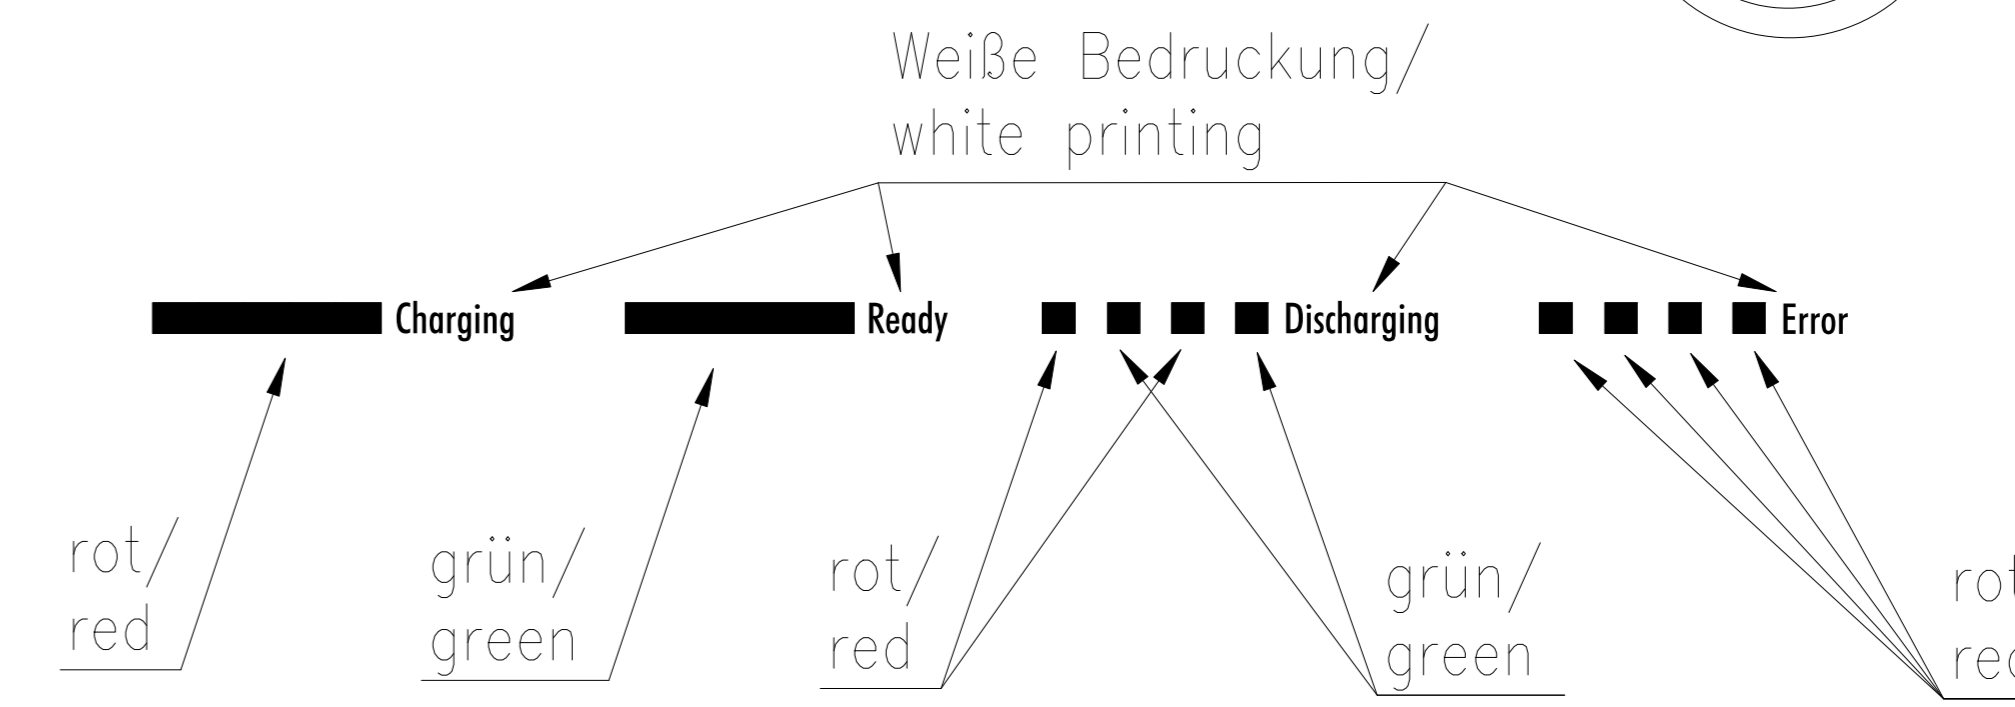 Weiße Bedruckung/
white printing
Charging
Ready
Discharging
Error
rot/
red
grün/
green
rot/
red
grün/
green